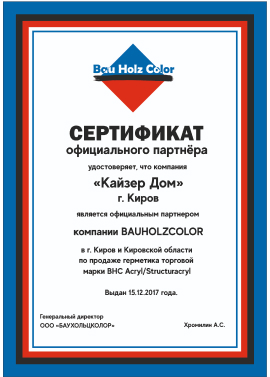 Bau Holz Color
СЕРТИФИКАТ
официального партнёра
удостоверяет, что компания
«Кайзер Дом»
г. Киров
является официальным партнером
компании BAUHOLZCOLOR
в г. Киров и Кировской области
по продаже герметика торговой
марки BHC Acryl/Structuracryl
Выдан 15.12.2017 года.
Генеральный директор
ООО «БАУХОЛЬЦКОЛОР»
Хромилин А.С.